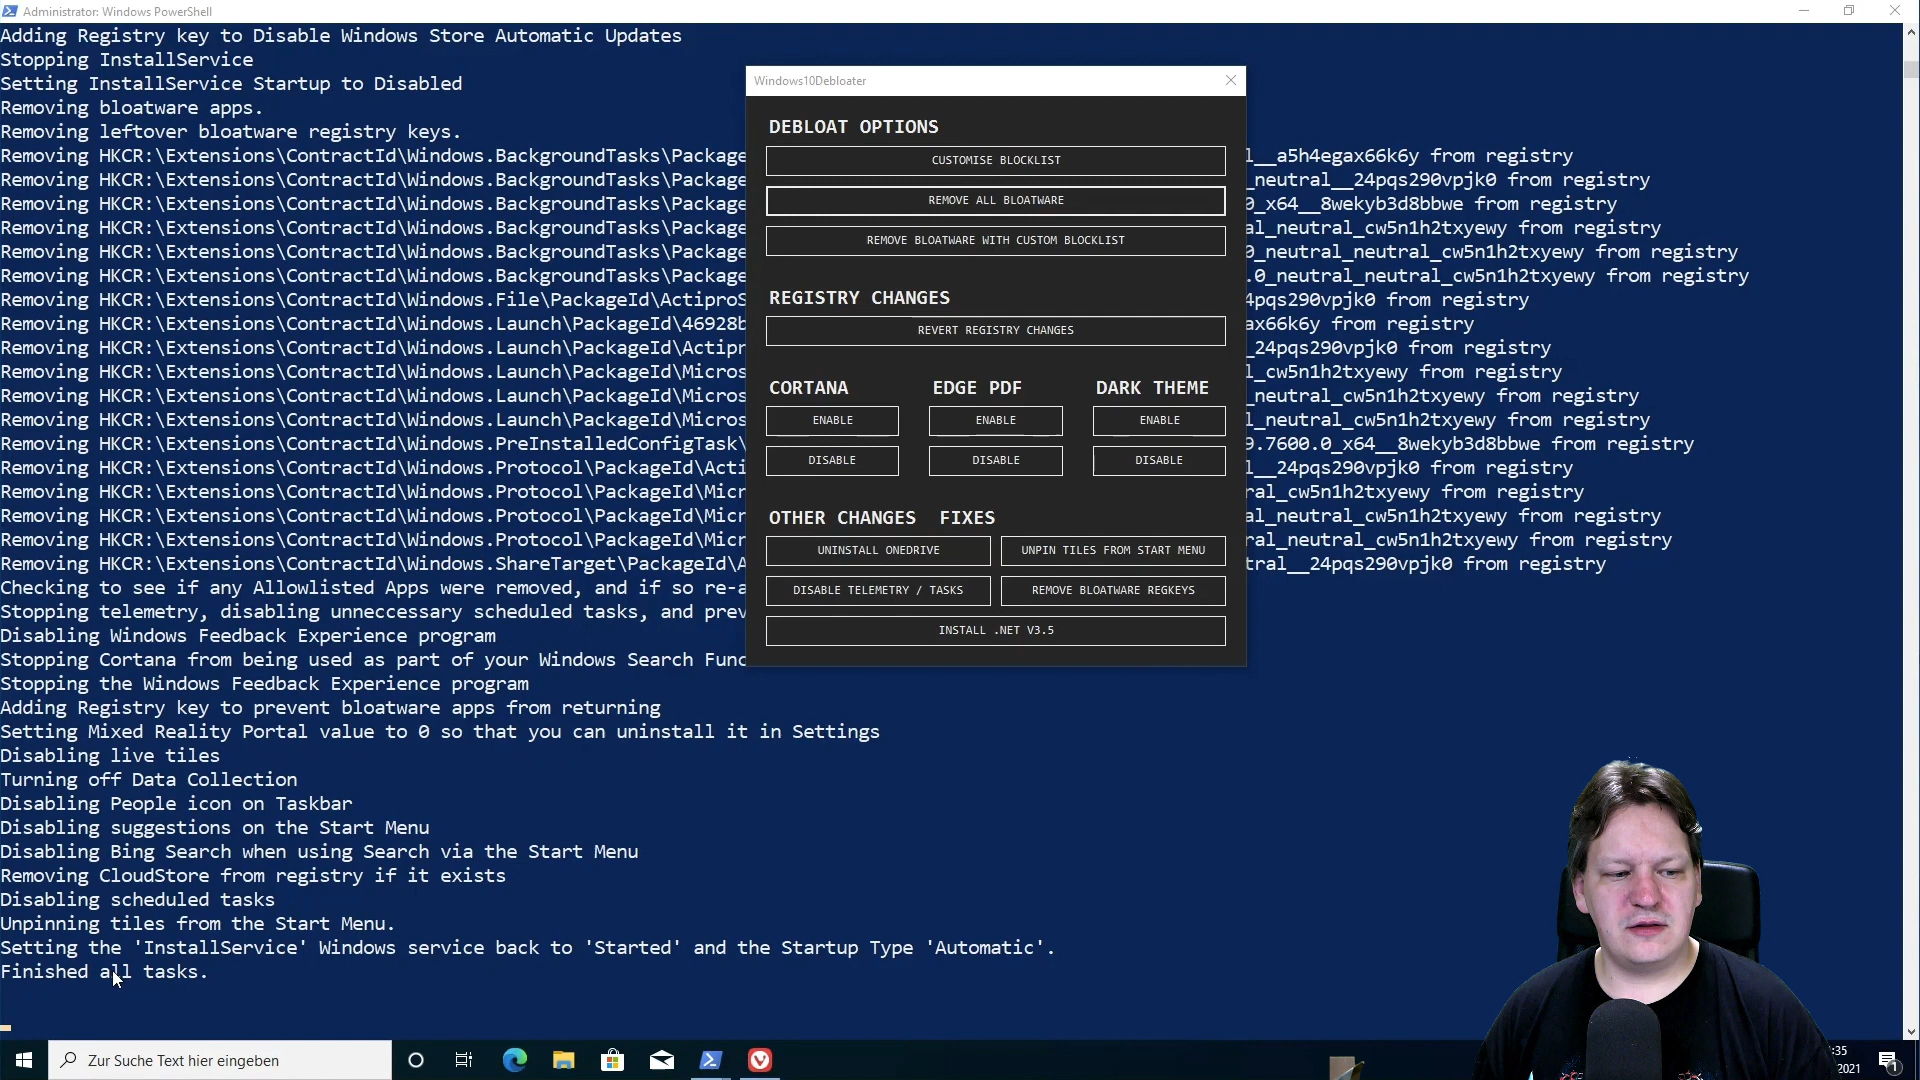 Administrator: Windows PowerShell
Adding Registry key to Disable Windows Store Automatic Updates
Stopping InstallService
Setting InstallService Startup to Disabled
Removing bloatware apps.
Removing leftover bloatware registry keys.
Removing HKCR:\Extensions\ContractId\Windows.BackgroundTasks\Package l__a5h4egax66k6y from registry
Removing HKCR:\Extensions\ContractId\Windows.BackgroundTasks\Package _neutral__24pqs290vpjk0 from registry
Removing HKCR:\Extensions\ContractId\Windows.BackgroundTasks\Package 0_x64__8wekyb3d8bbwe from registry
Removing HKCR:\Extensions\ContractId\Windows.BackgroundTasks\Package al_neutral_cw5n1h2txyewy from registry
Removing HKCR:\Extensions\ContractId\Windows.BackgroundTasks\Package 0_neutral_neutral_cw5n1h2txyewy from registry
Removing HKCR:\Extensions\ContractId\Windows.BackgroundTasks\Package .0_neutral_neutral_cw5n1h2txyewy from registry
Removing HKCR:\Extensions\ContractId\Windows.File\PackageId\ActiproS 4pqs290vpjk0 from registry
Removing HKCR:\Extensions\ContractId\Windows.Launch\PackageId\46928b ax66k6y from registry
Removing HKCR:\Extensions\ContractId\Windows.Launch\PackageId\Actipr _24pqs290vpjk0 from registry
Removing HKCR:\Extensions\ContractId\Windows.Launch\PackageId\Micros l_cw5n1h2txyewy from registry
Removing HKCR:\Extensions\ContractId\Windows.Launch\PackageId\Micros neutral_cw5n1h2txyewy from registry
Removing HKCR:\Extensions\ContractId\Windows.Launch\PackageId\Micros _neutral_cw5n1h2txyewy from registry
Removing HKCR:\Extensions\ContractId\Windows.PreInstalledConfigTask\ 9.7600.0_x64__8wekyb3d8bbwe from registry
Removing HKCR:\Extensions\ContractId\Windows.Protocol\PackageId\Acti l__24pqs290vpjk0 from registry
Removing HKCR:\Extensions\ContractId\Windows.Protocol\PackageId\Micr ral_cw5n1h2txyewy from registry
Removing HKCR:\Extensions\ContractId\Windows.Protocol\PackageId\Micr al_neutral_cw5n1h2txyewy from registry
Removing HKCR:\Extensions\ContractId\Windows.Protocol\PackageId\Micr tral_neutral_cw5n1h2txyewy from registry
Removing HKCR:\Extensions\ContractId\Windows.ShareTarget\PackageId\A tral__24pqs290vpjk0 from registry
Checking to see if any Allowlisted Apps were removed, and if so re-a
Stopping telemetry, disabling unneccessary scheduled tasks, and prev
Disabling Windows Feedback Experience program
Stopping Cortana from being used as part of your Windows Search Func
Stopping the Windows Feedback Experience program
Adding Registry key to prevent bloatware apps from returning
Setting Mixed Reality Portal value to 0 so that you can uninstall it in Settings
Disabling live tiles
Turning off Data Collection
Disabling People icon on Taskbar
Disabling suggestions on the Start Menu
Disabling Bing Search when using Search via the Start Menu
Removing CloudStore from registry if it exists
Disabling scheduled tasks
Unpinning tiles from the Start Menu.
Setting the 'InstallService' Windows service back to 'Started' and the Startup Type 'Automatic'.
Finished all tasks.
Windows10Debloater
DEBLOAT OPTIONS
CUSTOMISE BLOCKLIST
REMOVE ALL BLOATWARE
REMOVE BLOATWARE WITH CUSTOM BLOCKLIST
REGISTRY CHANGES
REVERT REGISTRY CHANGES
CORTANA EDGE PDF DARK THEME
ENABLE ENABLE ENABLE
DISABLE DISABLE DISABLE
OTHER CHANGES FIXES
UNINSTALL ONEDRIVE UNPIN TILES FROM START MENU
DISABLE TELEMETRY / TASKS REMOVE BLOATWARE REGKEYS
INSTALL .NET V3.5
Zur Suche Text hier eingeben
:35
2021
1